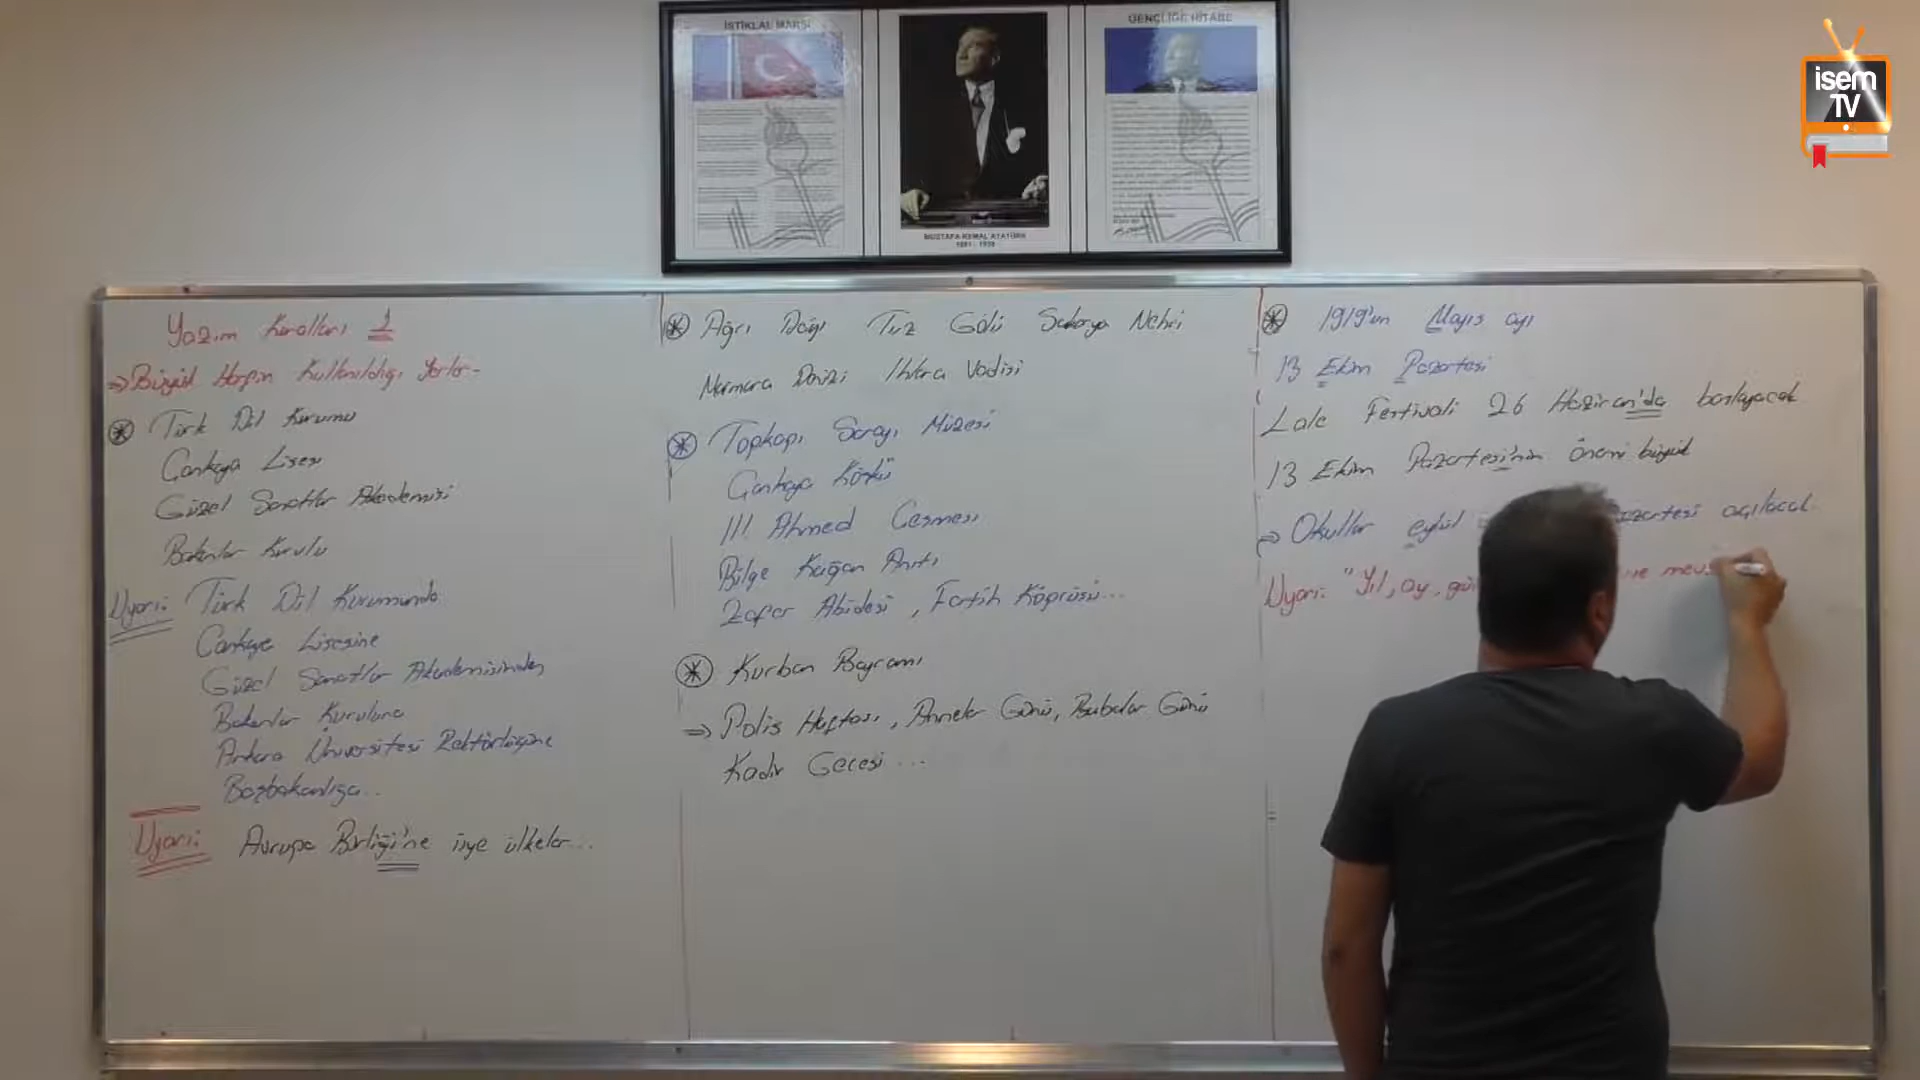 İSTİKLAL MARŞI
MUSTAFA KEMAL ATATÜRK
1881 - 1938
GENÇLİĞE HİTABE
isem
TV
Yazım Kuralları 2
⇒ Büyük Harfin Kullanıldığı Yerler-
Türk Dil Kurumu
Çankaya Lisesi
Güzel Sanatlar Akademisi
Bakanlar Kurulu
Uyarı: Türk Dil Kurumunda
Çankaya Lisesine
Güzel Sanatlar Akademisinden
Bakanlar Kuruluna
Ankara Üniversitesi Rektörlüğüne
Başbakanlığa...
Uyarı: Avrupa Birliği'ne üye ülkeler...
Ağrı Dağı Tuz Gölü Sakarya Nehri
Marmara Denizi Ihlara Vadisi
Topkapı Sarayı Müzesi
Çankaya Köşkü
III Ahmed Çeşmesi
Bilge Kağan Anıtı
Zafer Abidesi, Fatih Köprüsü...
Kurban Bayramı
⇒ Polis Haftası, Anneler Günü, Babalar Günü
Kadir Gecesi...
1919'un Mayıs ayı
13 Ekim Pazartesi
Lale Festivali 26 Haziran'da başlayacak
13 Ekim Pazartesi'nin önemi büyük
⇒ Okullar eylül açılacak.
Uyarı: "Yıl, ay,